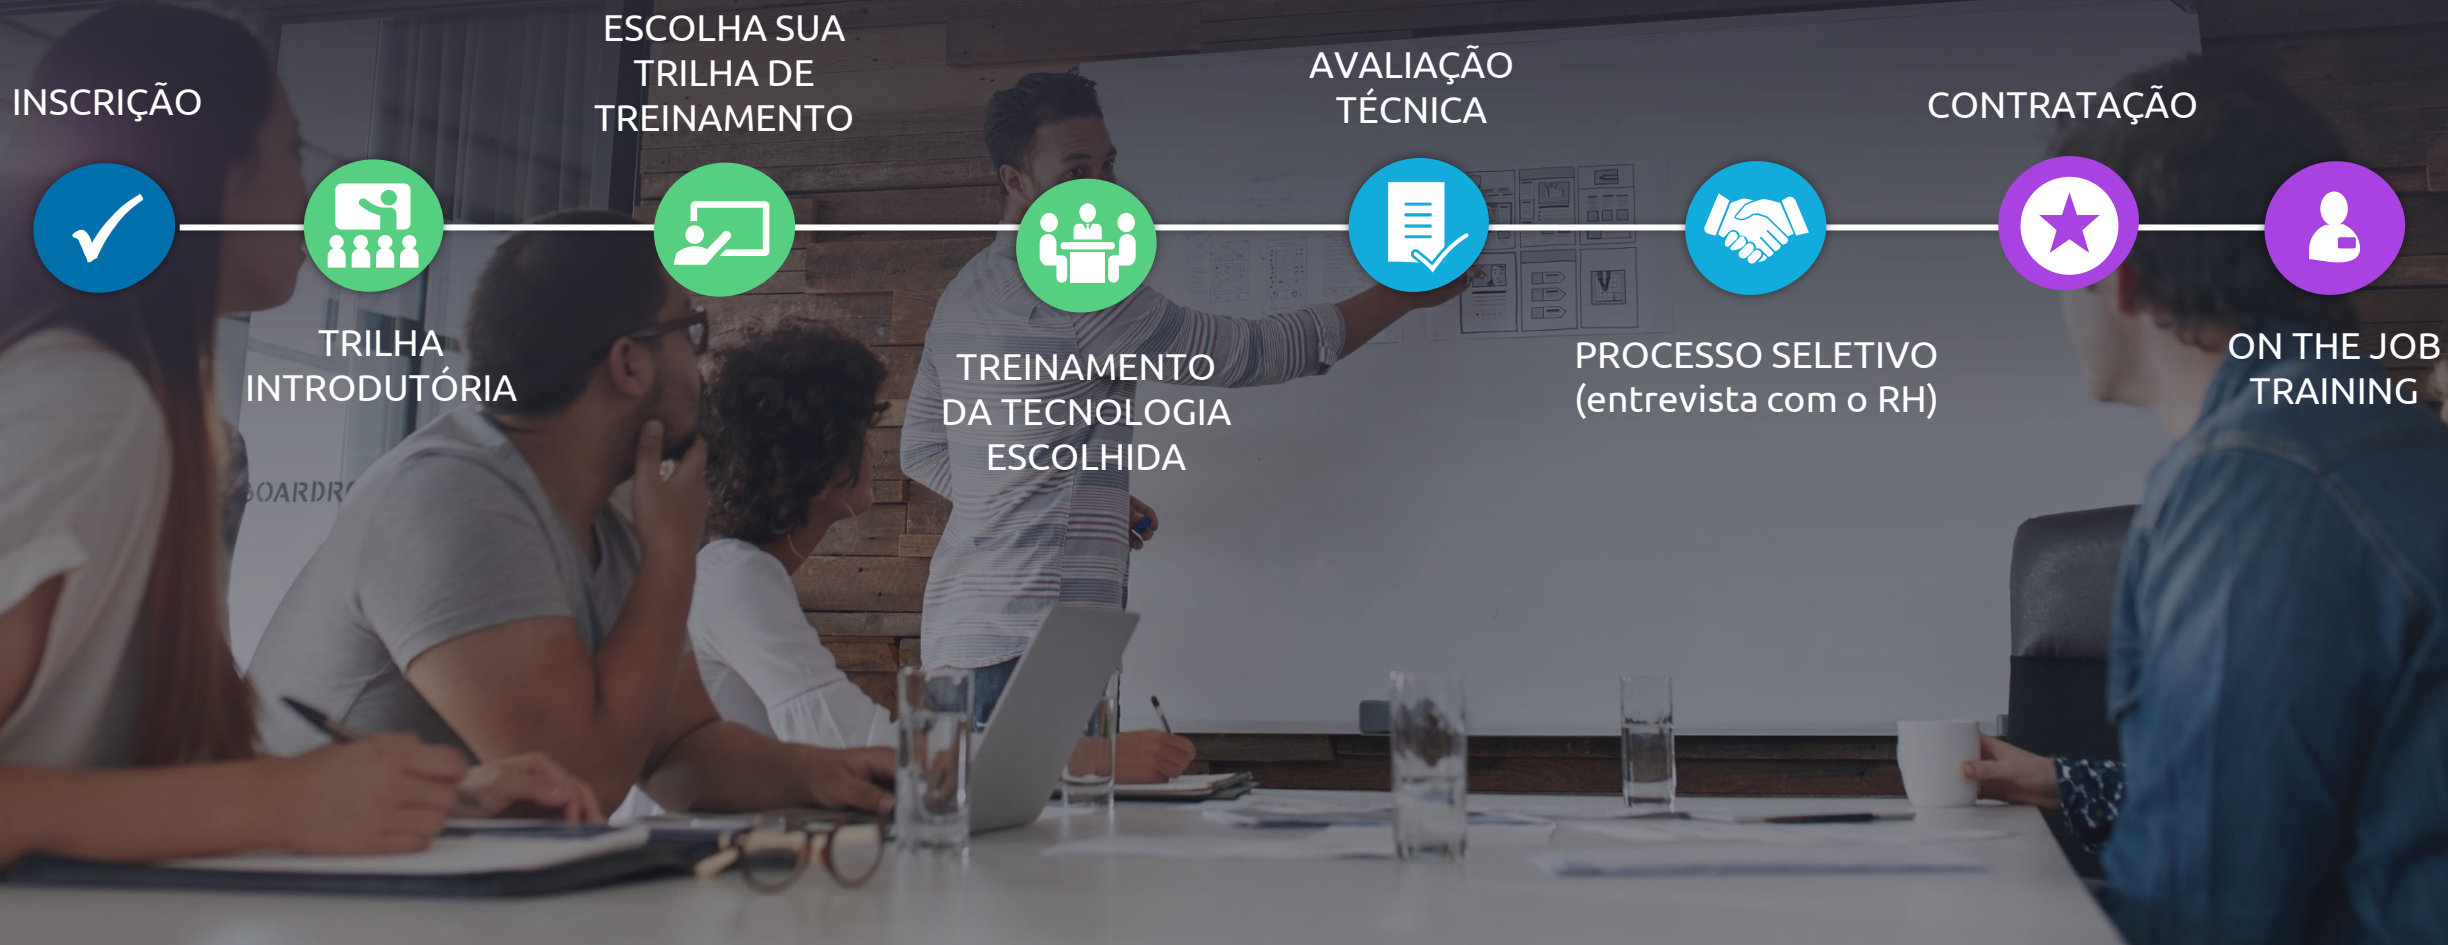 INSCRIÇÃO
TRILHA
INTRODUTÓRIA
ESCOLHA SUA
TRILHA DE
TREINAMENTO
TREINAMENTO
DA TECNOLOGIA
ESCOLHIDA
AVALIAÇÃO
TÉCNICA
PROCESSO SELETIVO
(entrevista com o RH)
CONTRATAÇÃO
ON THE JOB
TRAINING